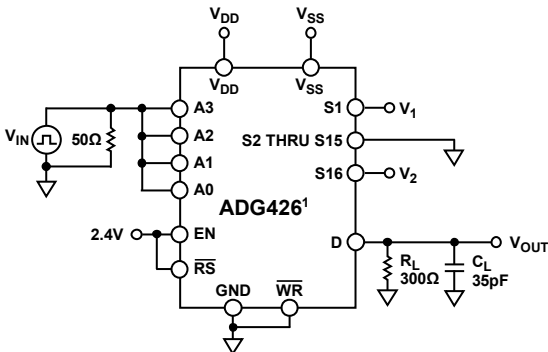 VDD VSS
VDD VSS
A3 S1 V1
VIN 50Ω A2 S2 THRU S15
A1
A0 S16 V2
ADG426¹
2.4V EN D VOUT
RS RL CL
300Ω 35pF
GND WR